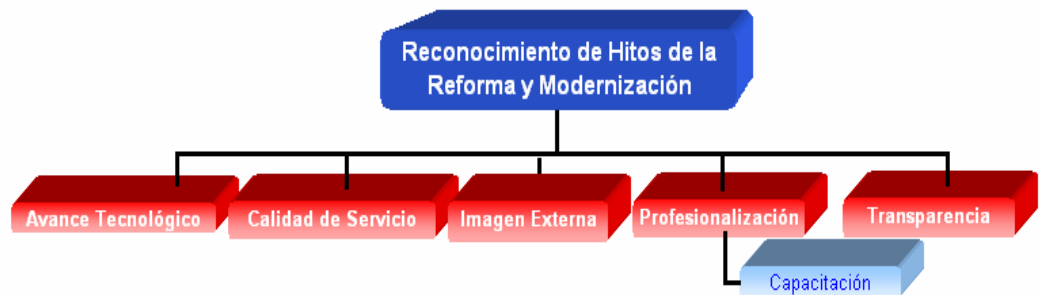 Reconocimiento de Hitos de la
Reforma y Modernización
Avance Tecnológico
Calidad de Servicio
Imagen Externa
Profesionalización
Transparencia
Capacitación